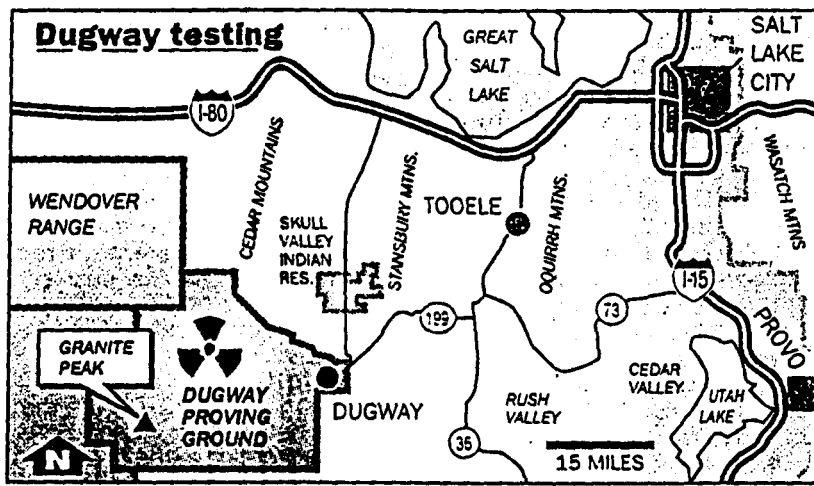 Dugway testing
GREAT
SALT
LAKE
SALT
LAKE
CITY
I-80
WENDOVER
RANGE
CEDAR MOUNTAINS
SKULL
VALLEY
INDIAN
RES.
STANSBURY MTNS.
TOOELE
OQUIRRH MTNS.
WASATCH MTNS
I-15
GRANITE
PEAK
DUGWAY
PROVING
GROUND
DUGWAY
199
73
PROVO
CEDAR
VALLEY
UTAH
LAKE
RUSH
VALLEY
35
15 MILES
N